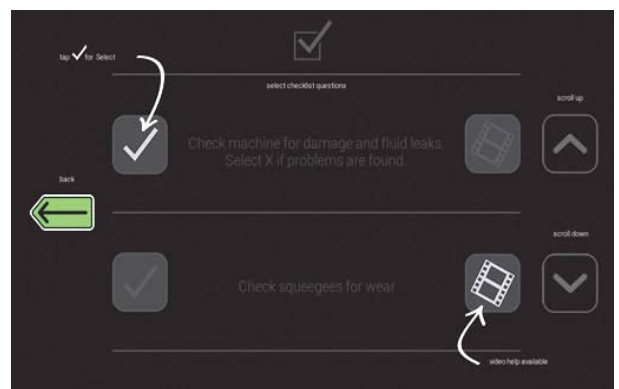 tap ✓ for Select
select checklist questions
scroll up
Check machine for damage and fluid leaks.
Select X if problems are found.
back
scroll down
Check squeegees for wear
video help available